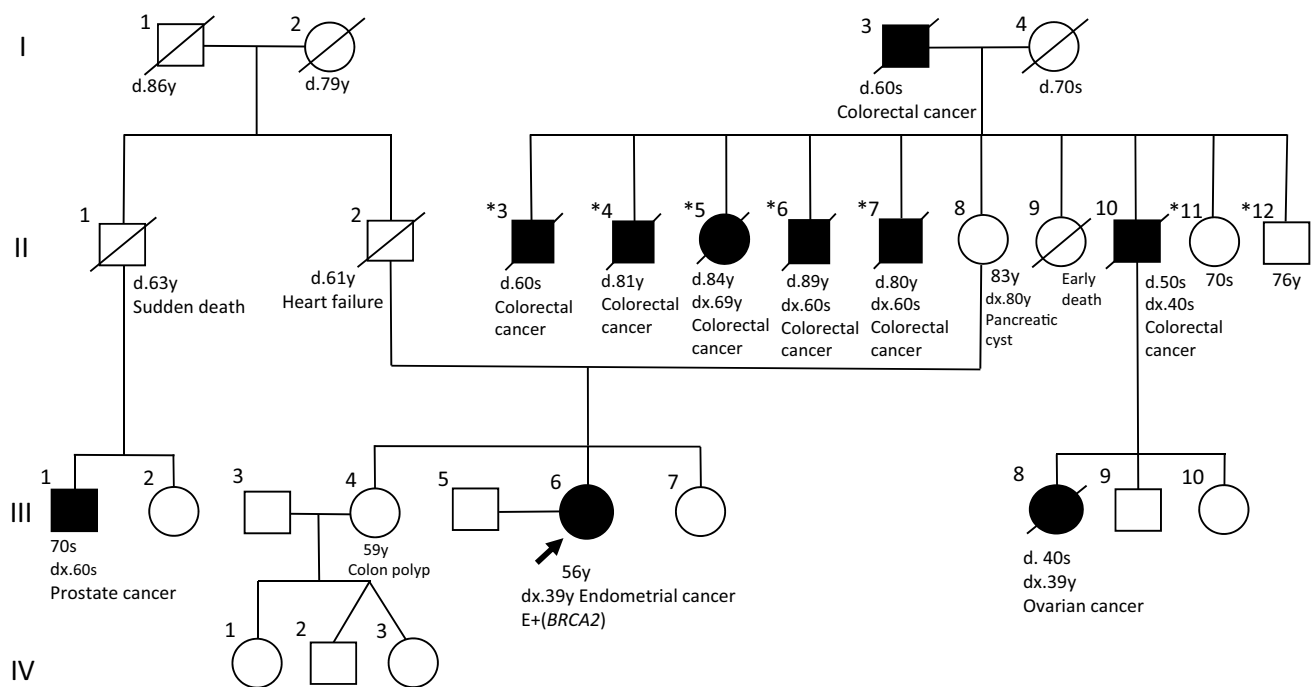 I
1
2
3
4
d.86y
d.79y
d.60s
Colorectal cancer
d.70s
II
1
2
*3
*4
*5
*6
*7
8
9
10
*11
*12
d.63y
Sudden death
d.61y
Heart failure
d.60s
Colorectal
cancer
d.81y
Colorectal
cancer
d.84y
dx.69y
Colorectal
cancer
d.89y
dx.60s
Colorectal
cancer
d.80y
dx.60s
Colorectal
cancer
83y
dx.80y
Pancreatic
cyst
Early
death
d.50s
dx.40s
Colorectal
cancer
70s
76y
III
1
2
3
4
5
6
7
8
9
10
70s
dx.60s
Prostate cancer
59y
Colon polyp
56y
dx.39y Endometrial cancer
E+(BRCA2)
d. 40s
dx.39y
Ovarian cancer
IV
1
2
3